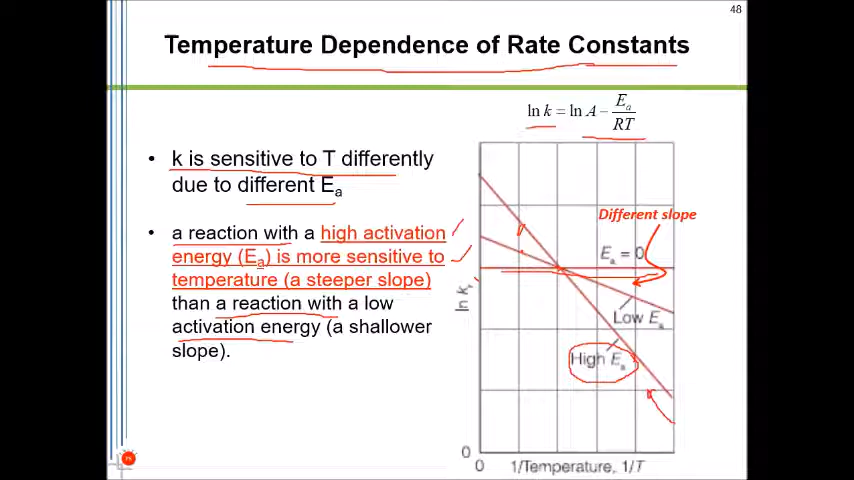 48
Temperature Dependence of Rate Constants
ln k = ln A − Ea/RT
• k is sensitive to T differently
due to different Ea
• a reaction with a high activation
energy (Ea) is more sensitive to
temperature (a steeper slope)
than a reaction with a low
activation energy (a shallower
slope).
Different slope
Ea = 0
ln kr
Low Ea
High Ea
0
0
1/Temperature, 1/T